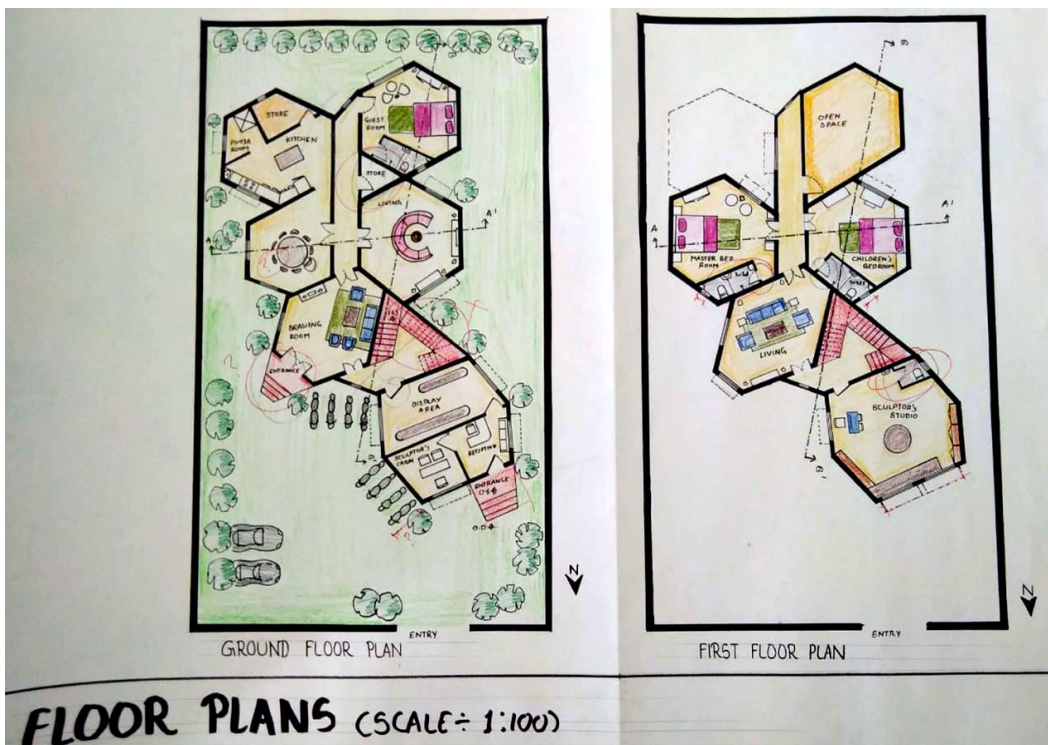 STORE
POOJA
ROOM
KITCHEN
GUEST
ROOM
STORE
LIVING
A
A'
DRAWING
ROOM
ENTRANCE
DISPLAY
AREA
SCULPTOR'S
CABIN
RECEPTION
ENTRANCE
N
ENTRY
GROUND FLOOR PLAN
B
OPEN
SPACE
A
A'
MASTER BED
ROOM
CHILDREN'S
BEDROOM
TOILET
LIVING
SCULPTOR'S
STUDIO
B'
N
ENTRY
FIRST FLOOR PLAN
FLOOR PLANS (SCALE÷ 1:100)